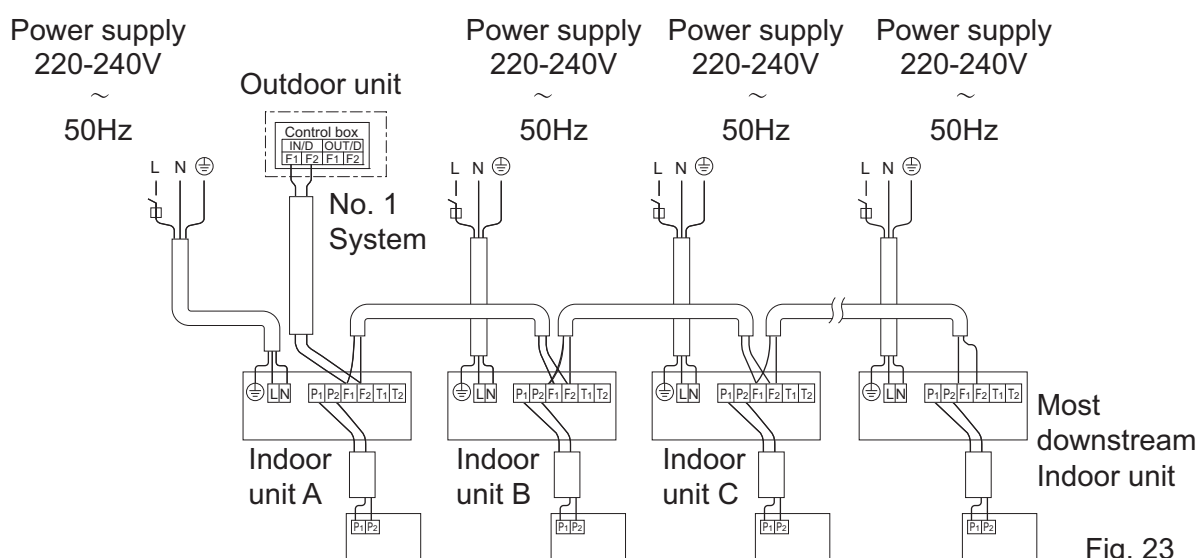 Power supply
220-240V
~
50Hz
Outdoor unit
Power supply
220-240V
~
50Hz
Power supply
220-240V
~
50Hz
Power supply
220-240V
~
50Hz
Control box
IN/D OUT/D
F1 F2 F1 F2
L N
No. 1
System
L N
L N
L N
L N
P1 P2 F1 F2 T1 T2
L N
P1 P2 F1 F2 T1 T2
L N
P1 P2 F1 F2 T1 T2
L N
P1 P2 F1 F2 T1 T2
Indoor
unit A
Indoor
unit B
Indoor
unit C
Most
downstream
Indoor unit
P1 P2
P1 P2
P1 P2
P1 P2
Fig. 23